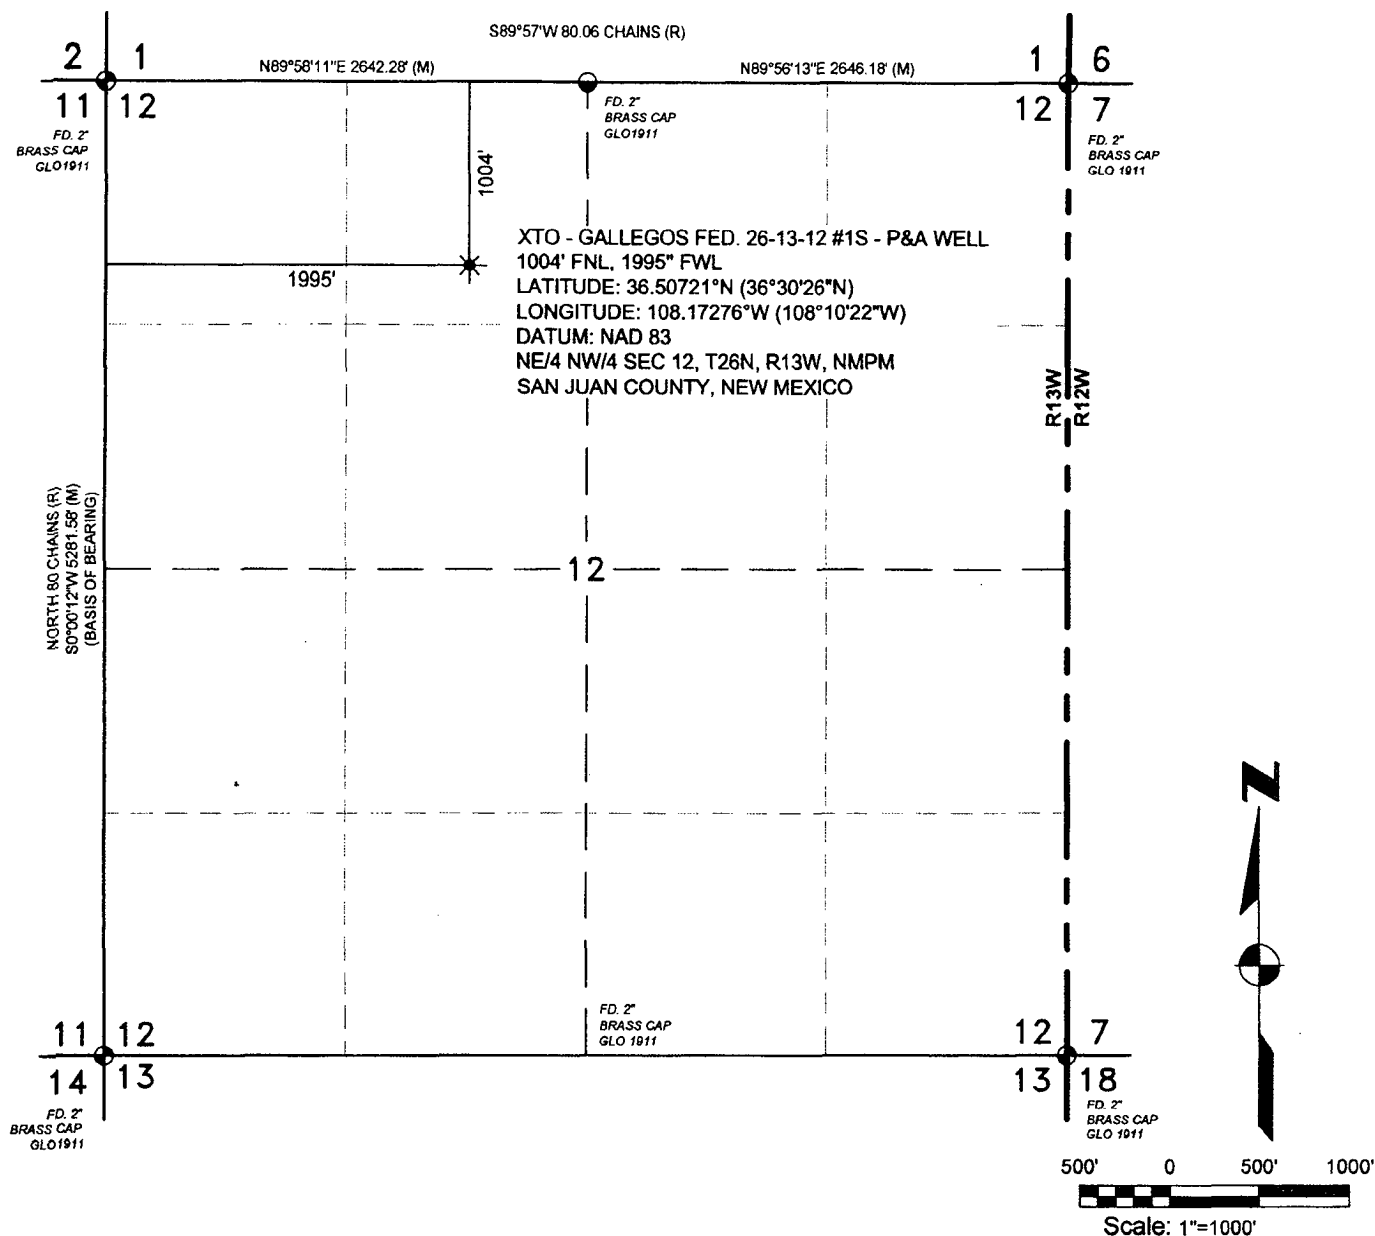 S89°57'W 80.06 CHAINS (R)
2 1
N89°58'11"E 2642.28' (M)
N89°56'13"E 2646.18' (M)
1 6
11 12
12 7
FD. 2"
BRASS CAP
GLO1911
FD. 2"
BRASS CAP
GLO1911
FD. 2"
BRASS CAP
GLO 1911
1004'
1995'
XTO - GALLEGOS FED. 26-13-12 #1S - P&A WELL
1004' FNL, 1995" FWL
LATITUDE: 36.50721°N (36°30'26"N)
LONGITUDE: 108.17276°W (108°10'22"W)
DATUM: NAD 83
NE/4 NW/4 SEC 12, T26N, R13W, NMPM
SAN JUAN COUNTY, NEW MEXICO
R13W
R12W
NORTH 80 CHAINS (R)
S0°00'12"W 5281.58' (M)
(BASIS OF BEARING)
12
N
FD. 2"
BRASS CAP
GLO 1911
11 12
12 7
14 13
13 18
FD. 2"
BRASS CAP
GLO1911
FD. 2"
BRASS CAP
GLO 1911
500' 0 500' 1000'
Scale: 1"=1000'